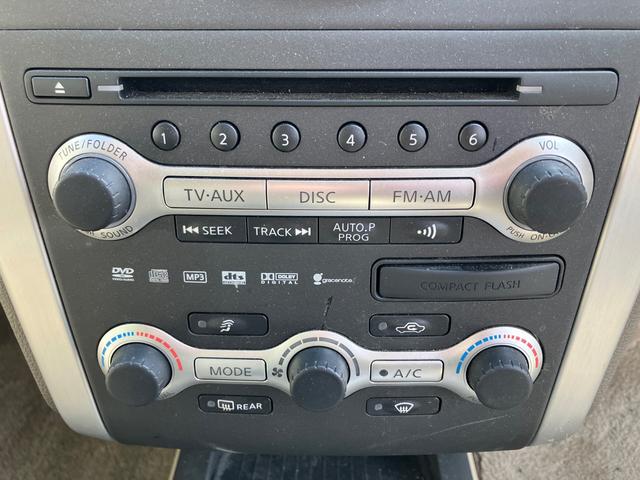 1 2 3 4 5 6
TUNE/FOLDER
VOL
TV·AUX DISC FM·AM
SOUND
PUSH ON
SEEK TRACK AUTO.P
PROG
DVD
MP3 dts DOLBY gracenote
DIGITAL
COMPACT FLASH
MODE A/C
REAR